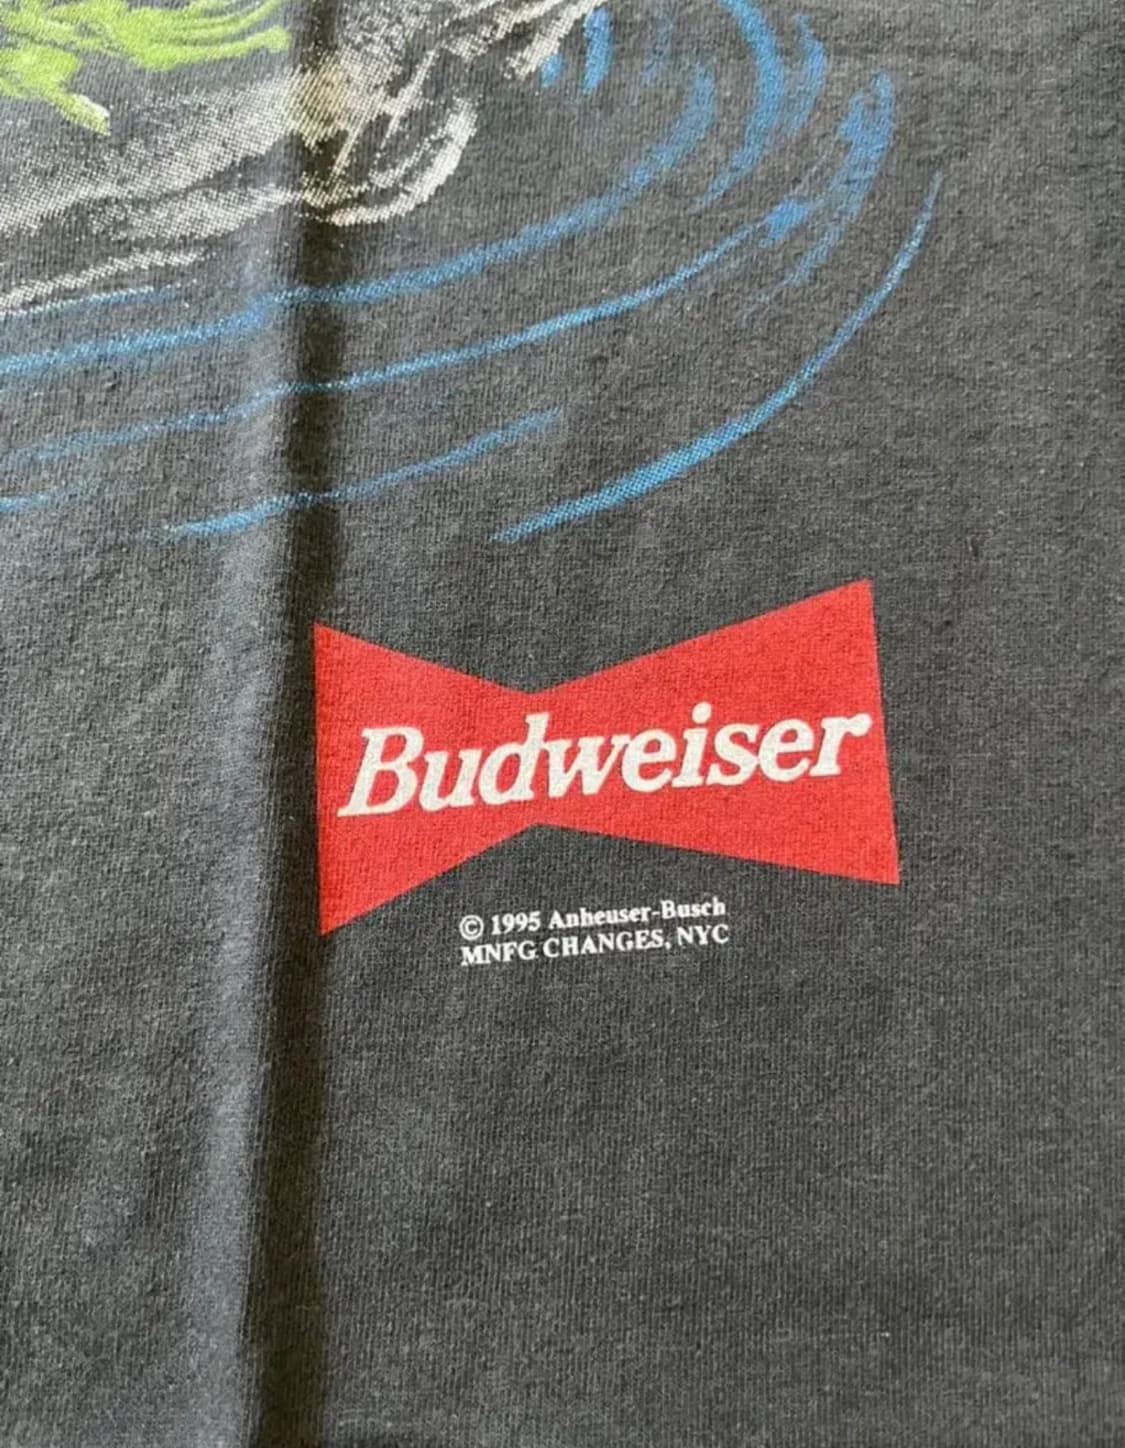 Budweiser
© 1995 Anheuser-Busch
MNFG CHANGES, NYC